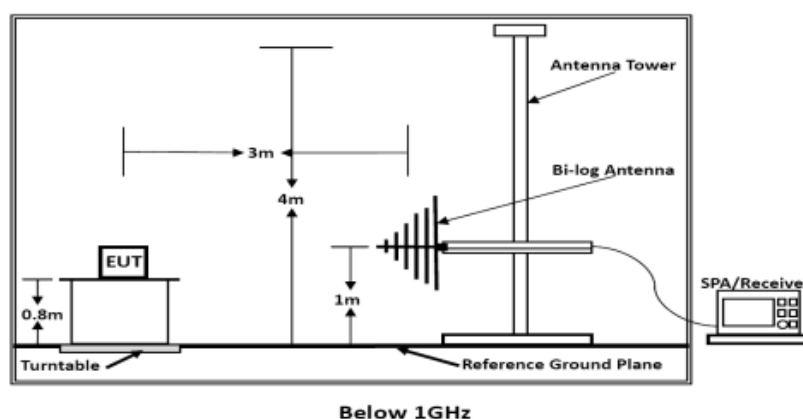 Antenna Tower
3m
Bi-log Antenna
4m
EUT
SPA/Receive
1m
0.8m
Turntable
Reference Ground Plane
Below 1GHz